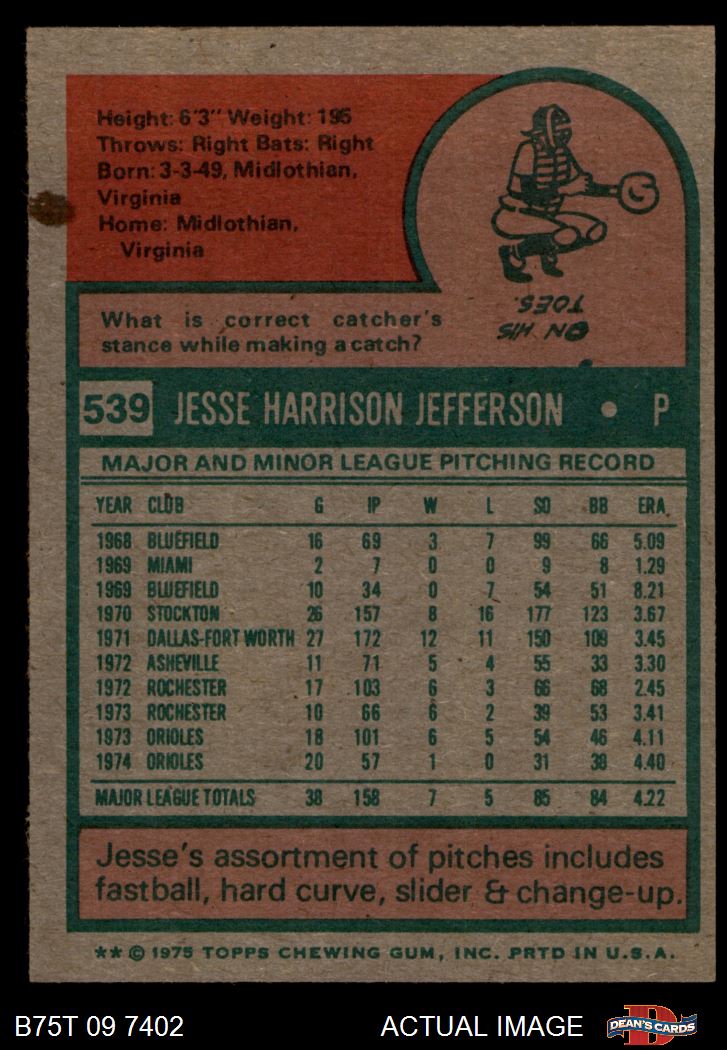 Height: 6'3" Weight: 195
Throws: Right Bats: Right
Born: 3-3-49, Midlothian,
Virginia
Home: Midlothian,
Virginia
What is correct catcher's
stance while making a catch?
ON HIS
TOES.
539 JESSE HARRISON JEFFERSON • P
MAJOR AND MINOR LEAGUE PITCHING RECORD
YEAR CLUB G IP W L SO BB ERA
1968 BLUEFIELD 16 69 3 7 99 66 5.09
1969 MIAMI 2 7 0 0 9 8 1.29
1969 BLUEFIELD 10 34 0 7 54 51 8.21
1970 STOCKTON 26 157 8 16 177 123 3.67
1971 DALLAS-FORT WORTH 27 172 12 11 150 109 3.45
1972 ASHEVILLE 11 71 5 4 55 33 3.30
1972 ROCHESTER 17 103 6 3 66 68 2.45
1973 ROCHESTER 10 66 6 2 39 53 3.41
1973 ORIOLES 18 101 6 5 54 46 4.11
1974 ORIOLES 20 57 1 0 31 38 4.40
MAJOR LEAGUE TOTALS 38 158 7 5 85 84 4.22
Jesse's assortment of pitches includes
fastball, hard curve, slider & change-up.
** © 1975 TOPPS CHEWING GUM, INC. PRTD IN U.S.A.
B75T 09 7402 ACTUAL IMAGE DEAN'S CARDS